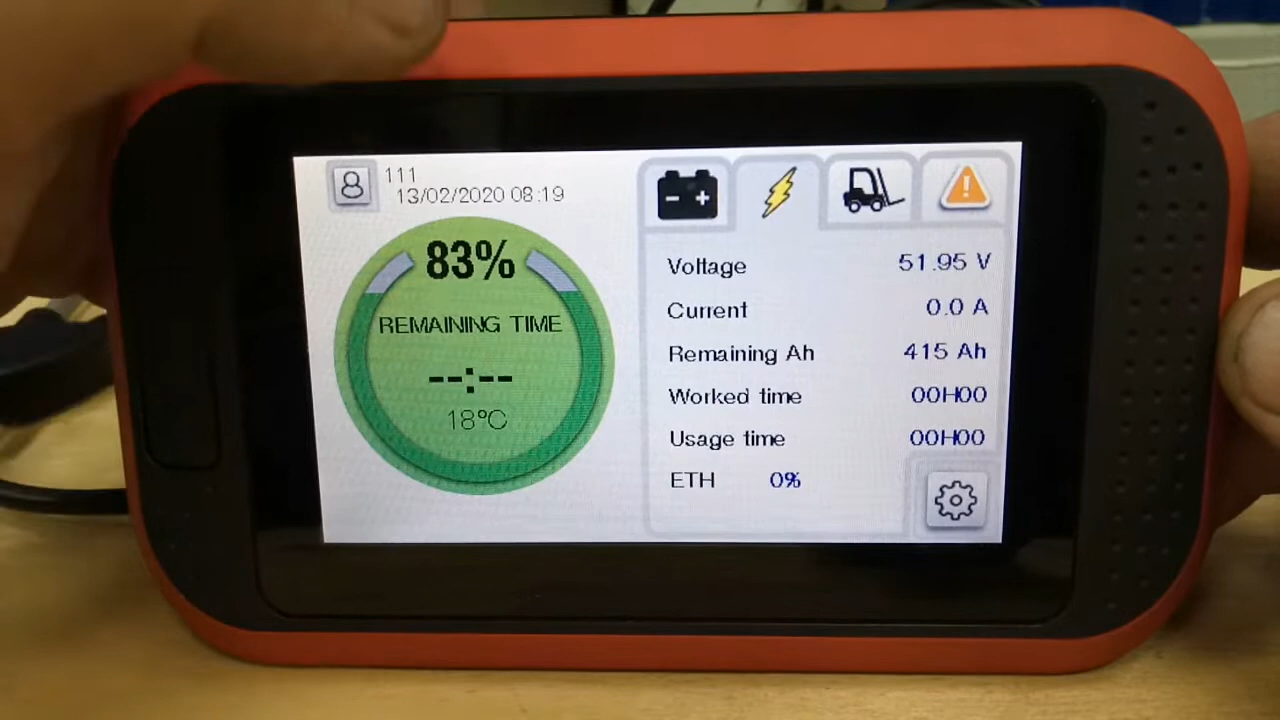 111
13/02/2020 08:19
83%
REMAINING TIME
--:--
18°C
Voltage 51.95 V
Current 0.0 A
Remaining Ah 415 Ah
Worked time 00H00
Usage time 00H00
ETH 0%